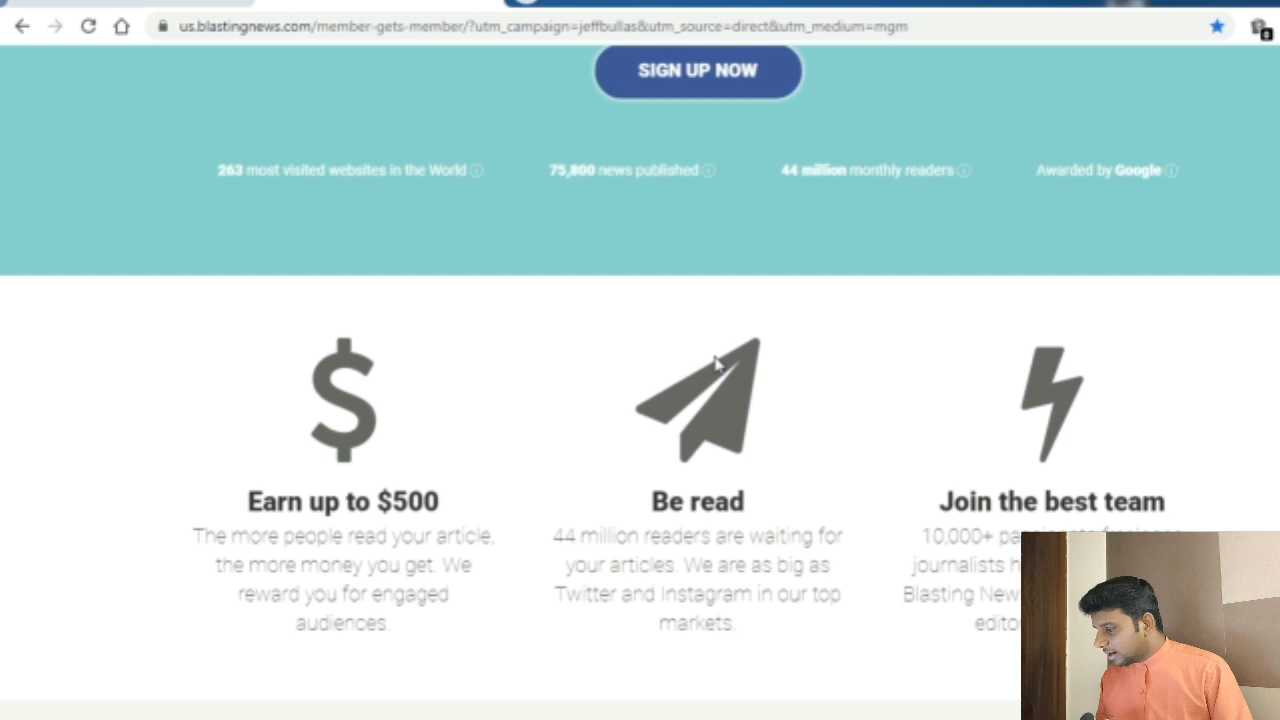 us.blastingnews.com/member-gets-member/?utm_campaign=jeffbullas&utm_source=direct&utm_medium=mgm
SIGN UP NOW
263 most visited websites in the World
75,800 news published
44 million monthly readers
Awarded by Google
Earn up to $500
The more people read your article,
the more money you get. We
reward you for engaged
audiences.
Be read
44 million readers are waiting for
your articles. We are as big as
Twitter and Instagram in our top
markets.
Join the best team
10,000+
journalists
Blasting